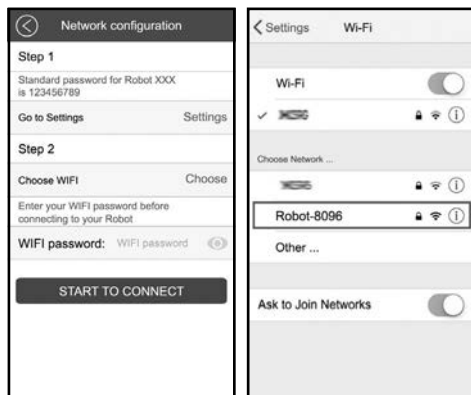 Network configuration
Step 1
Standard password for Robot XXX
is 123456789
Go to Settings Settings
Step 2
Choose WIFI Choose
Enter your WIFI password before
connecting to your Robot
WIFI password: WIFI password
START TO CONNECT
Settings Wi-Fi
Wi-Fi
Choose Network ...
Robot-8096
Other ...
Ask to Join Networks